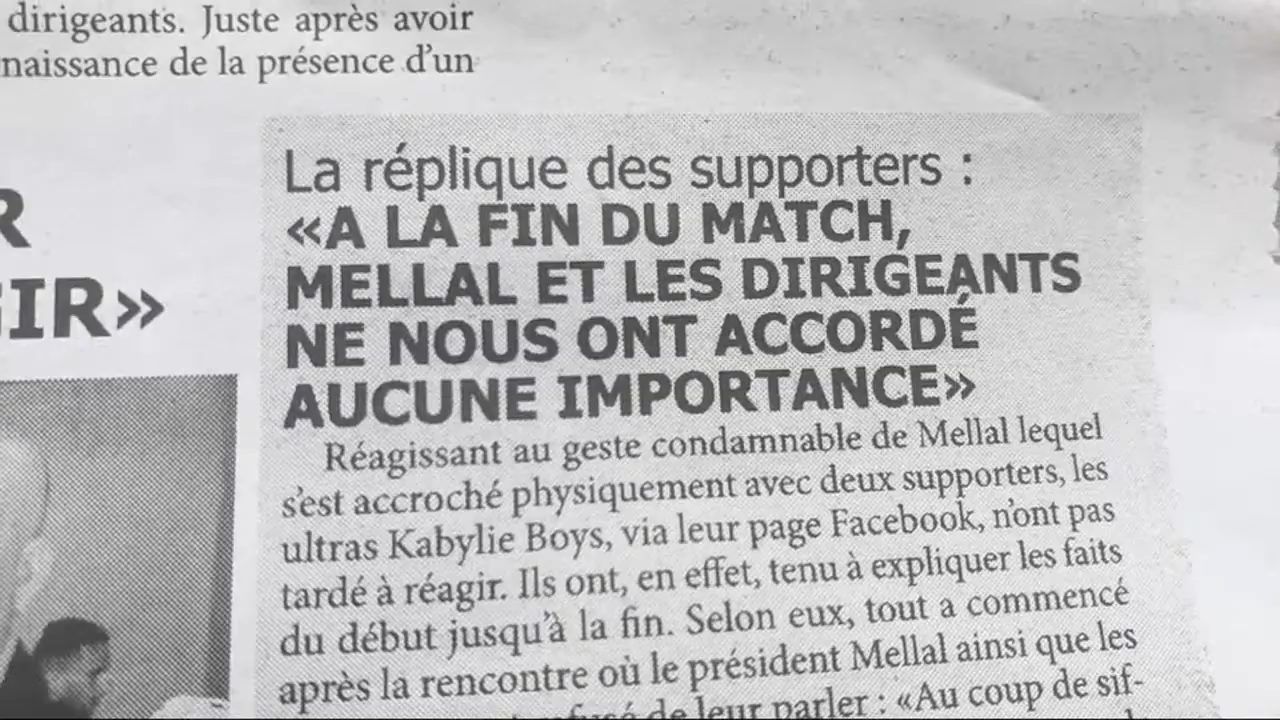 dirigeants. Juste après avoir
naissance de la présence d'un
R
IR»
La réplique des supporters :
«A LA FIN DU MATCH,
MELLAL ET LES DIRIGEANTS
NE NOUS ONT ACCORDÉ
AUCUNE IMPORTANCE»
Réagissant au geste condamnable de Mellal lequel
s'est accroché physiquement avec deux supporters, les
ultras Kabylie Boys, via leur page Facebook, n'ont pas
tardé à réagir. Ils ont, en effet, tenu à expliquer les faits
du début jusqu'à la fin. Selon eux, tout a commencé
après la rencontre où le président Mellal ainsi que les
de leur parler : «Au coup de sif-